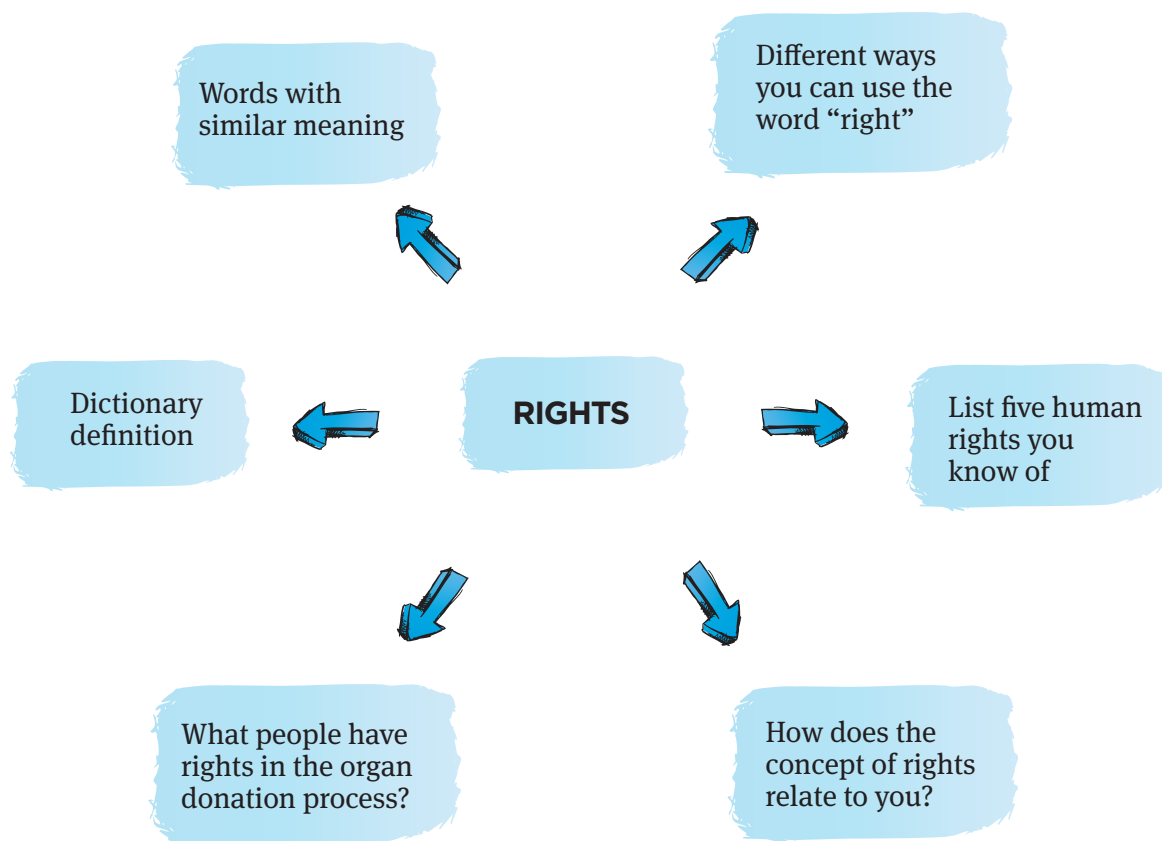 Words with
similar meaning
Different ways
you can use the
word “right”
Dictionary
definition
RIGHTS
List five human
rights you
know of
What people have
rights in the organ
donation process?
How does the
concept of rights
relate to you?